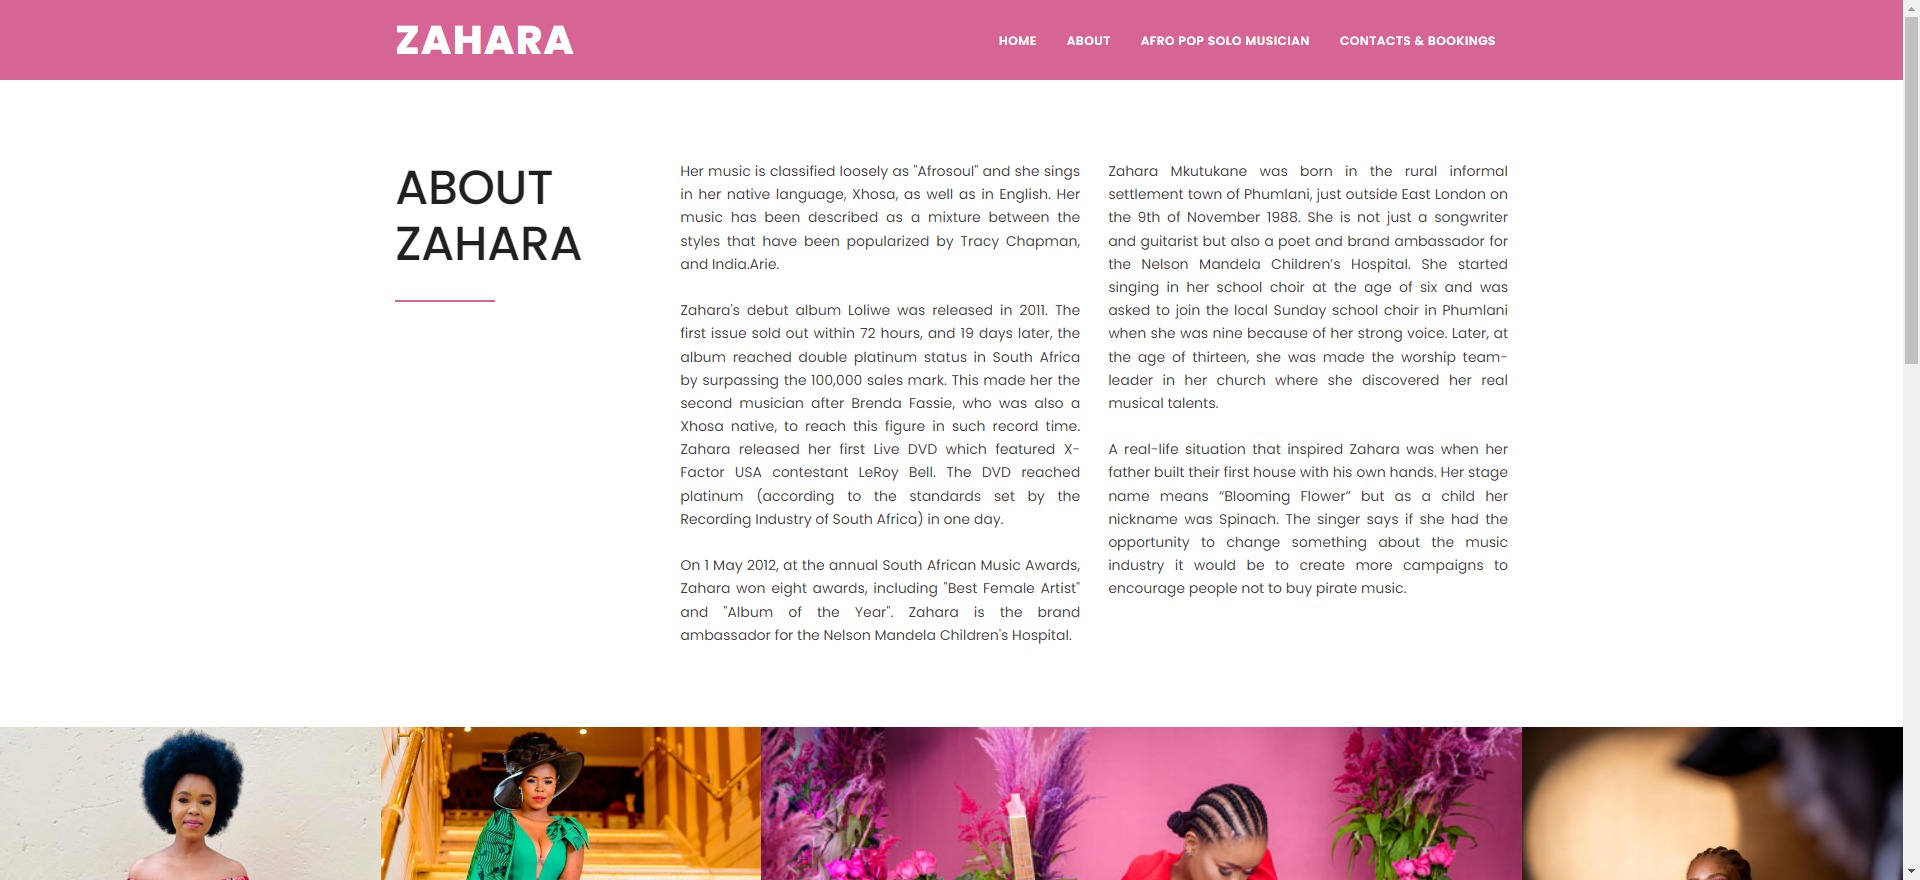 ZAHARA
HOME
ABOUT
AFRO POP SOLO MUSICIAN
CONTACTS & BOOKINGS
ABOUT
ZAHARA
Her music is classified loosely as "Afrosoul" and she sings
in her native language, Xhosa, as well as in English. Her
music has been described as a mixture between the
styles that have been popularized by Tracy Chapman,
and India.Arie.
Zahara's debut album Loliwe was released in 2011. The
first issue sold out within 72 hours, and 19 days later, the
album reached double platinum status in South Africa
by surpassing the 100,000 sales mark. This made her the
second musician after Brenda Fassie, who was also a
Xhosa native, to reach this figure in such record time.
Zahara released her first Live DVD which featured X-
Factor USA contestant LeRoy Bell. The DVD reached
platinum (according to the standards set by the
Recording Industry of South Africa) in one day.
On 1 May 2012, at the annual South African Music Awards,
Zahara won eight awards, including "Best Female Artist"
and "Album of the Year". Zahara is the brand
ambassador for the Nelson Mandela Children's Hospital.
Zahara Mkutukane was born in the rural informal
settlement town of Phumlani, just outside East London on
the 9th of November 1988. She is not just a songwriter
and guitarist but also a poet and brand ambassador for
the Nelson Mandela Children’s Hospital. She started
singing in her school choir at the age of six and was
asked to join the local Sunday school choir in Phumlani
when she was nine because of her strong voice. Later, at
the age of thirteen, she was made the worship team-
leader in her church where she discovered her real
musical talents.
A real-life situation that inspired Zahara was when her
father built their first house with his own hands. Her stage
name means “Blooming Flower” but as a child her
nickname was Spinach. The singer says if she had the
opportunity to change something about the music
industry it would be to create more campaigns to
encourage people not to buy pirate music.